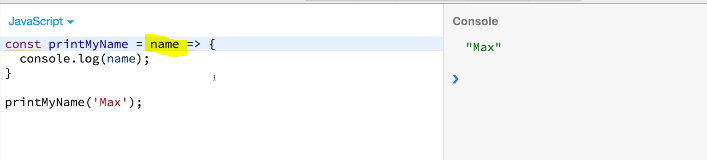 JavaScript
const printMyName = name => {
  console.log(name);
}
printMyName('Max');
Console
"Max"